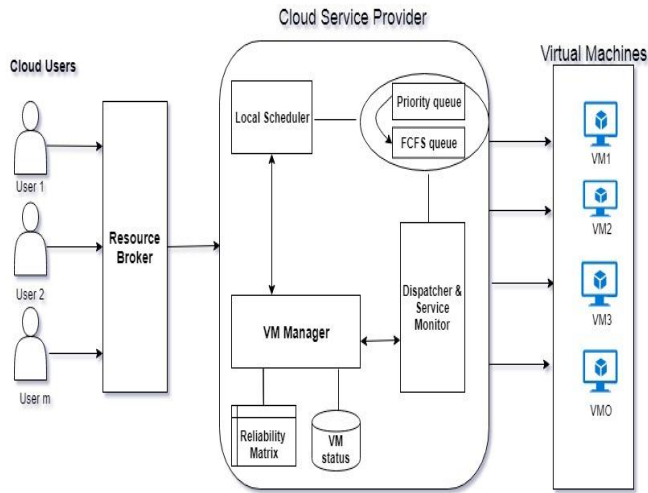 Cloud Service Provider
Cloud Users
Virtual Machines
User 1
User 2
User m
Resource
Broker
Local Scheduler
Priority queue
FCFS queue
VM Manager
Dispatcher &
Service
Monitor
Reliability
Matrix
VM
status
VM1
VM2
VM3
VMO